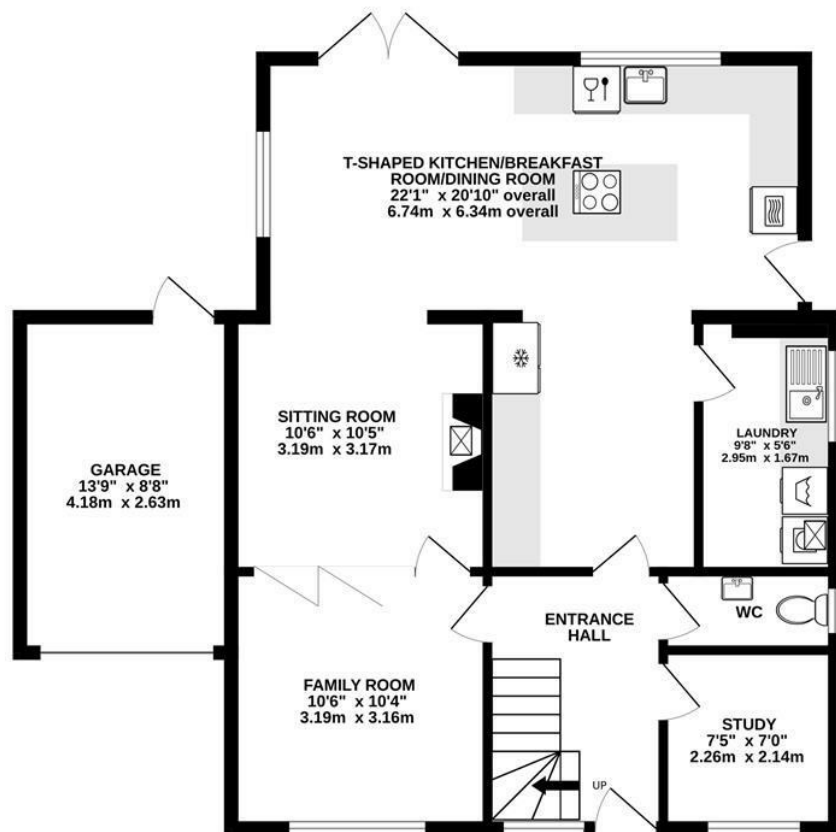 T-SHAPED KITCHEN/BREAKFAST
ROOM/DINING ROOM
22'1" x 20'10" overall
6.74m x 6.34m overall
SITTING ROOM
10'6" x 10'5"
3.19m x 3.17m
LAUNDRY
9'8" x 5'6"
2.95m x 1.67m
GARAGE
13'9" x 8'8"
4.18m x 2.63m
ENTRANCE
HALL
WC
FAMILY ROOM
10'6" x 10'4"
3.19m x 3.16m
STUDY
7'5" x 7'0"
2.26m x 2.14m
UP